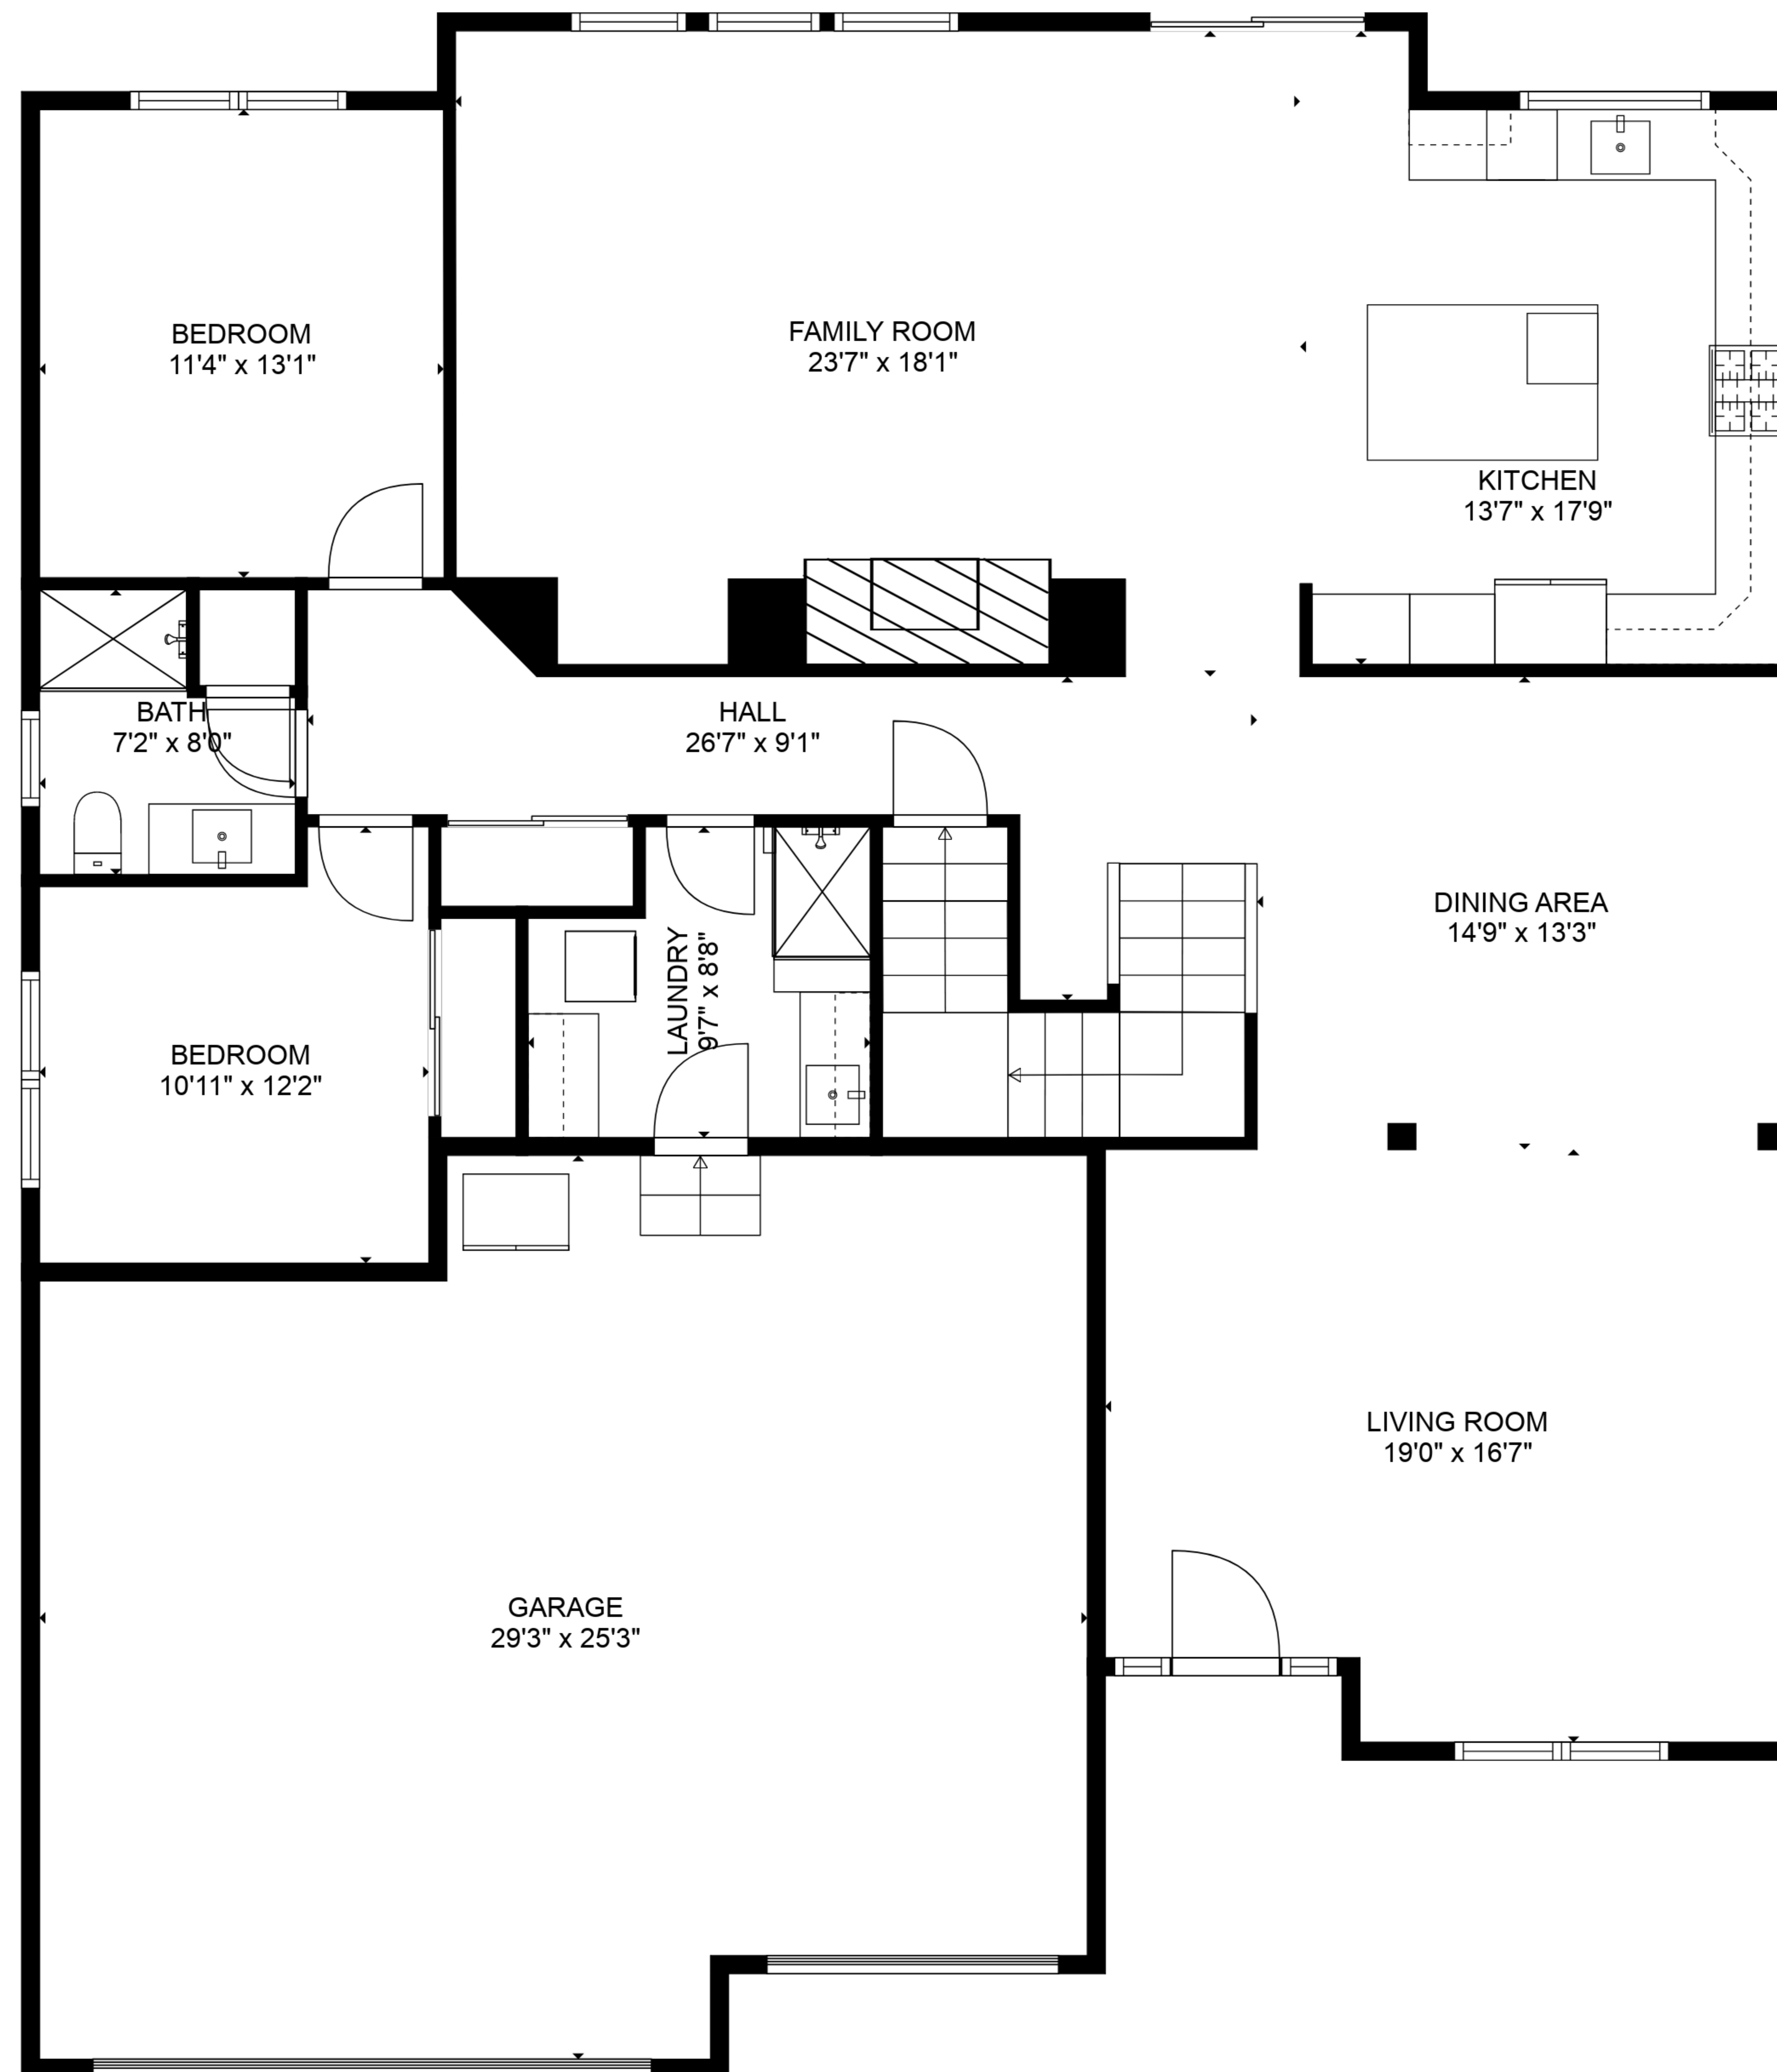 FAMILY ROOM
23'7" x 18'1"
BEDROOM
11'4" x 13'1"
KITCHEN
13'7" x 17'9"
BATH
7'2" x 8'0"
HALL
26'7" x 9'1"
DINING AREA
14'9" x 13'3"
LAUNDRY
9'7" x 8'8"
BEDROOM
10'11" x 12'2"
LIVING ROOM
19'0" x 16'7"
GARAGE
29'3" x 25'3"